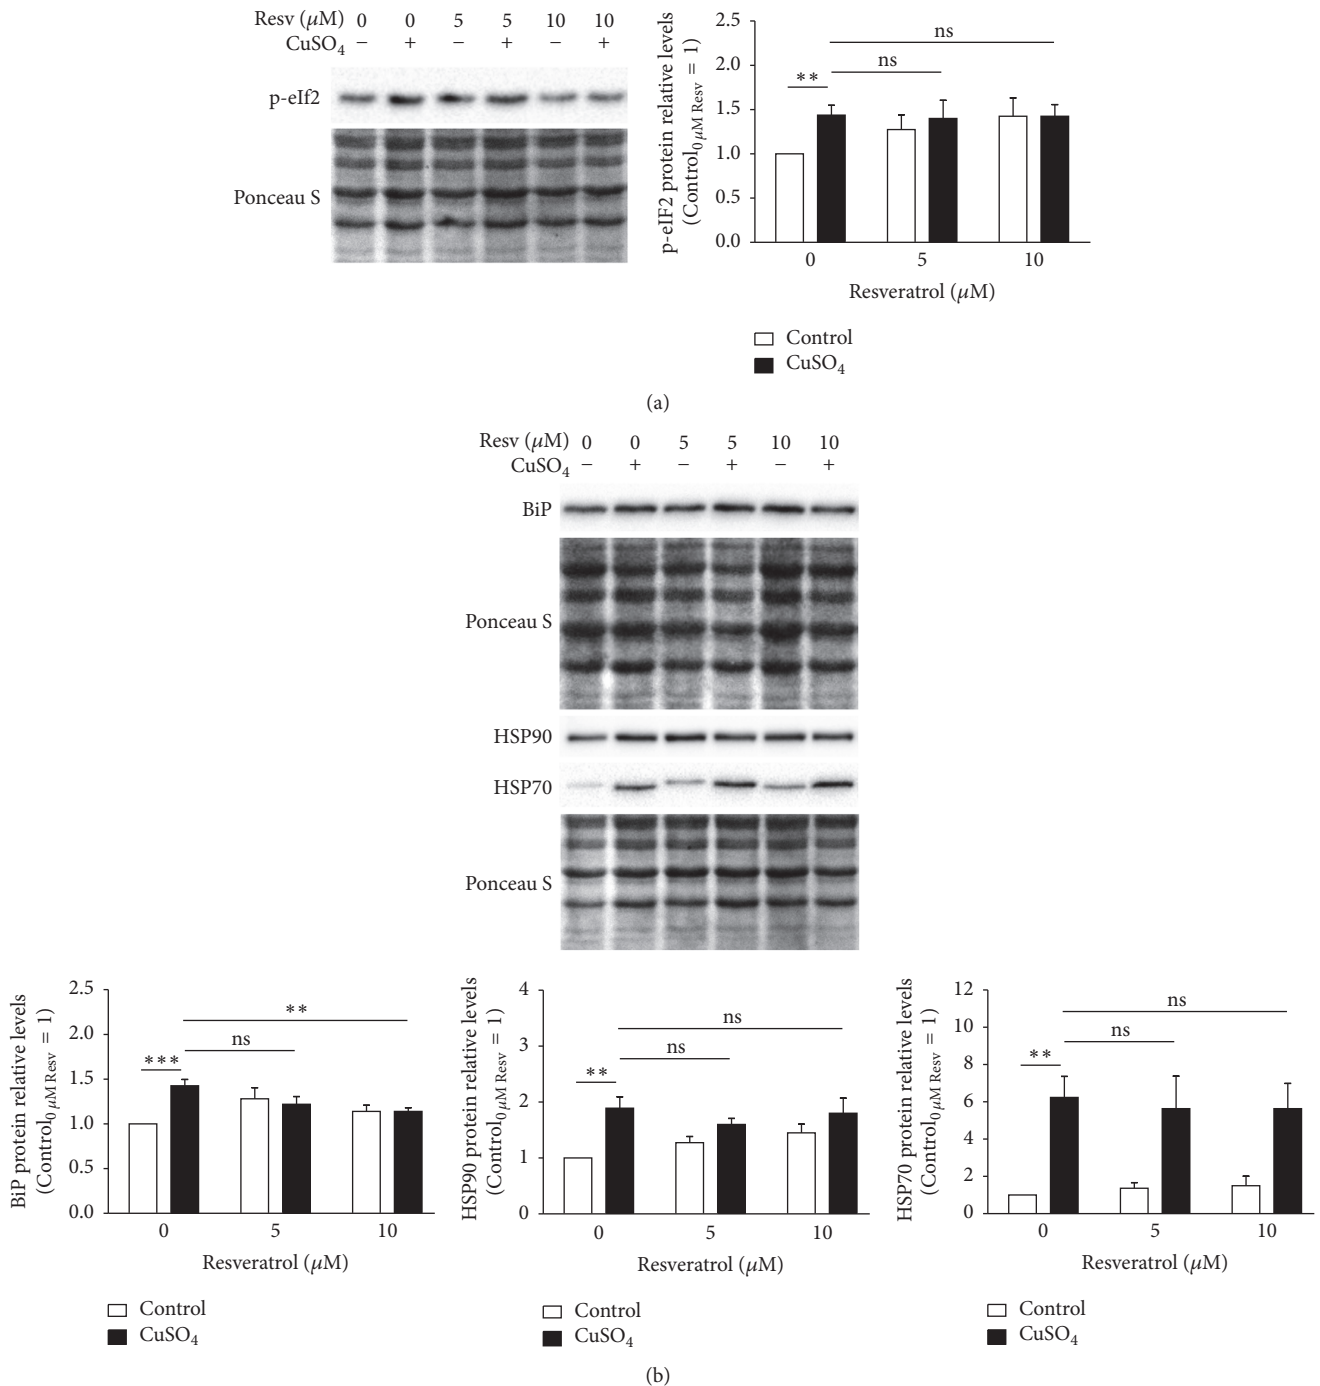 Resv (μM) 0 0 5 5 10 10
CuSO4 − + − + − +
p-eIf2
Ponceau S
p-eIF2 protein relative levels
(Control0 μM Resv = 1)
2.5
2.0
1.5
1.0
0.5
0.0
ns
ns
**
0 5 10
Resveratrol (μM)
Control
CuSO4
(a)
Resv (μM) 0 0 5 5 10 10
CuSO4 − + − + − +
BiP
Ponceau S
HSP90
HSP70
Ponceau S
BiP protein relative levels
(Control0 μM Resv = 1)
2.5
2.0
1.5
1.0
0.5
0.0
**
ns
***
0 5 10
Resveratrol (μM)
Control
CuSO4
HSP90 protein relative levels
(Control0 μM Resv = 1)
4
3
2
1
0
ns
ns
**
0 5 10
Resveratrol (μM)
Control
CuSO4
HSP70 protein relative levels
(Control0 μM Resv = 1)
12
10
8
6
4
2
0
ns
ns
**
0 5 10
Resveratrol (μM)
Control
CuSO4
(b)